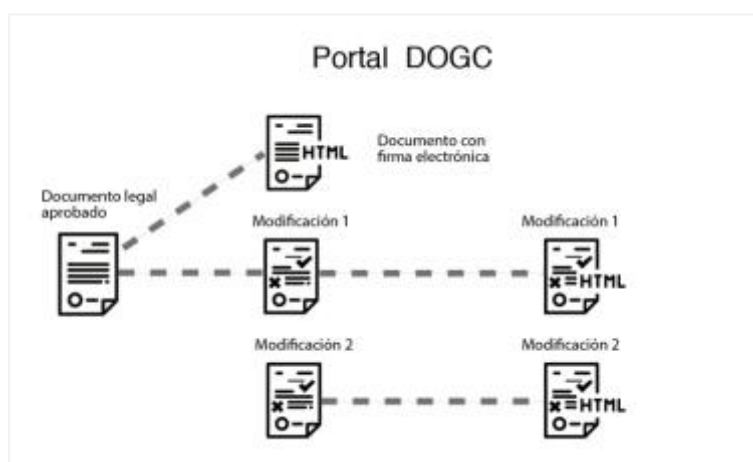 Portal DOGC
HTML
Documento con
firma electrónica
Documento legal
aprobado
Modificación 1
Modificación 1
HTML
Modificación 2
Modificación 2
HTML